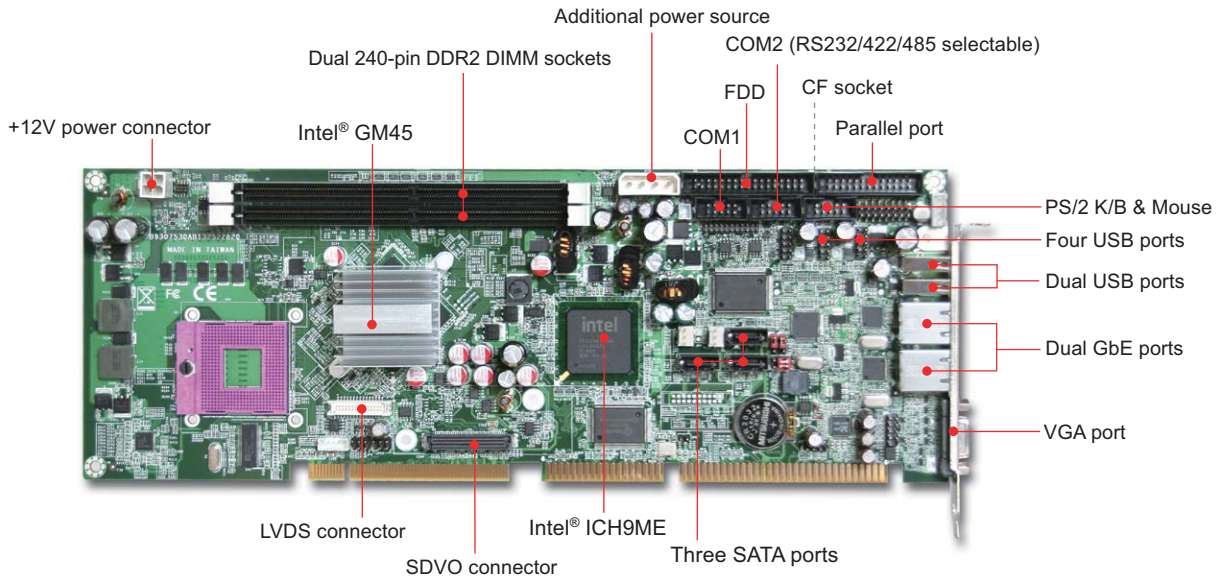 Additional power source
COM2 (RS232/422/485 selectable)
Dual 240-pin DDR2 DIMM sockets
FDD
CF socket
+12V power connector
Intel® GM45
COM1
Parallel port
PS/2 K/B & Mouse
Four USB ports
Dual USB ports
Dual GbE ports
VGA port
MADE IN TAIWAN
FC CE
intel
LVDS connector
Intel® ICH9ME
Three SATA ports
SDVO connector